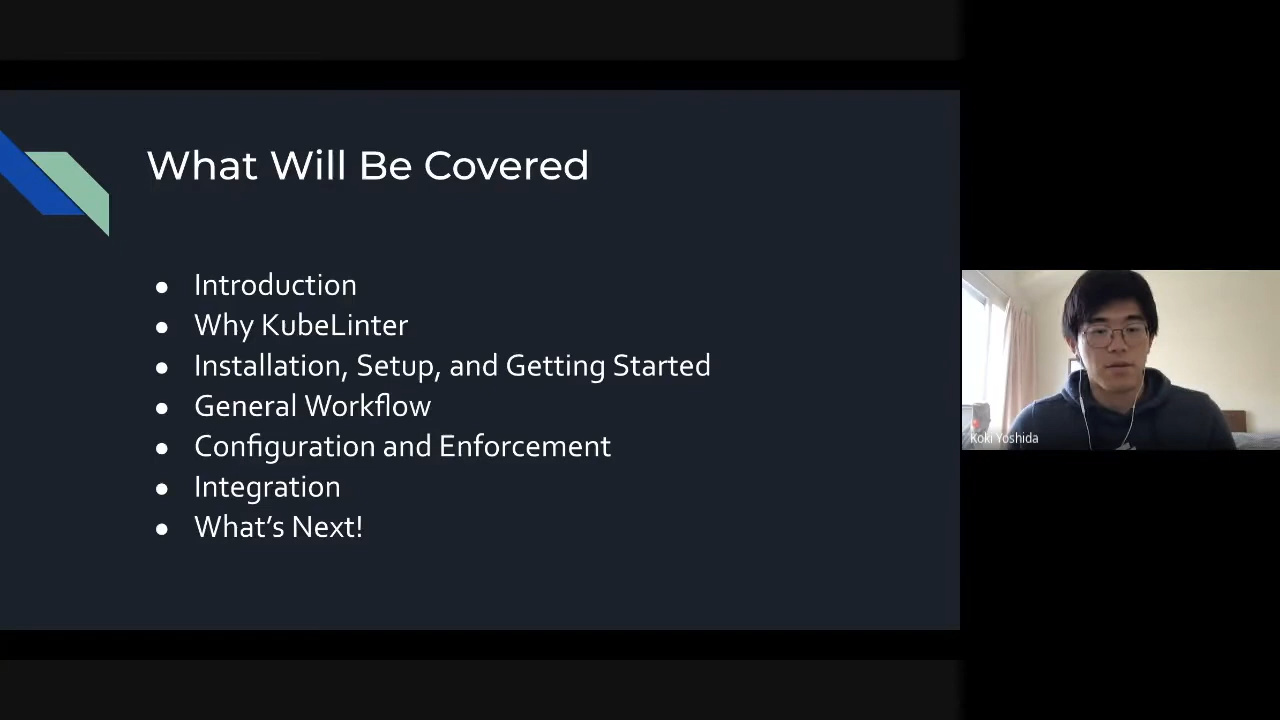 What Will Be Covered
● Introduction
● Why KubeLinter
● Installation, Setup, and Getting Started
● General Workflow
● Configuration and Enforcement
● Integration
● What’s Next!
Koki Yoshida